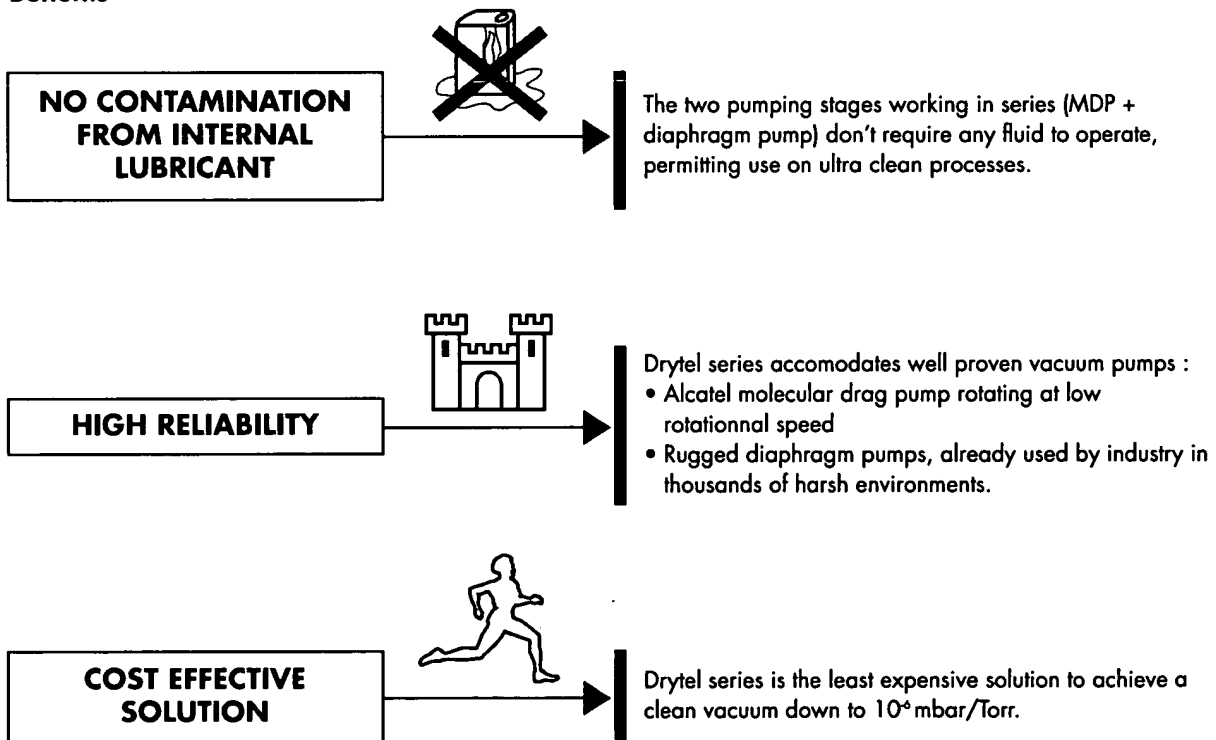 NO CONTAMINATION
FROM INTERNAL
LUBRICANT
The two pumping stages working in series (MDP +
diaphragm pump) don't require any fluid to operate,
permitting use on ultra clean processes.
HIGH RELIABILITY
Drytel series accomodates well proven vacuum pumps :
• Alcatel molecular drag pump rotating at low
rotationnal speed
• Rugged diaphragm pumps, already used by industry in
thousands of harsh environments.
COST EFFECTIVE
SOLUTION
Drytel series is the least expensive solution to achieve a
clean vacuum down to 10⁻⁶ mbar/Torr.